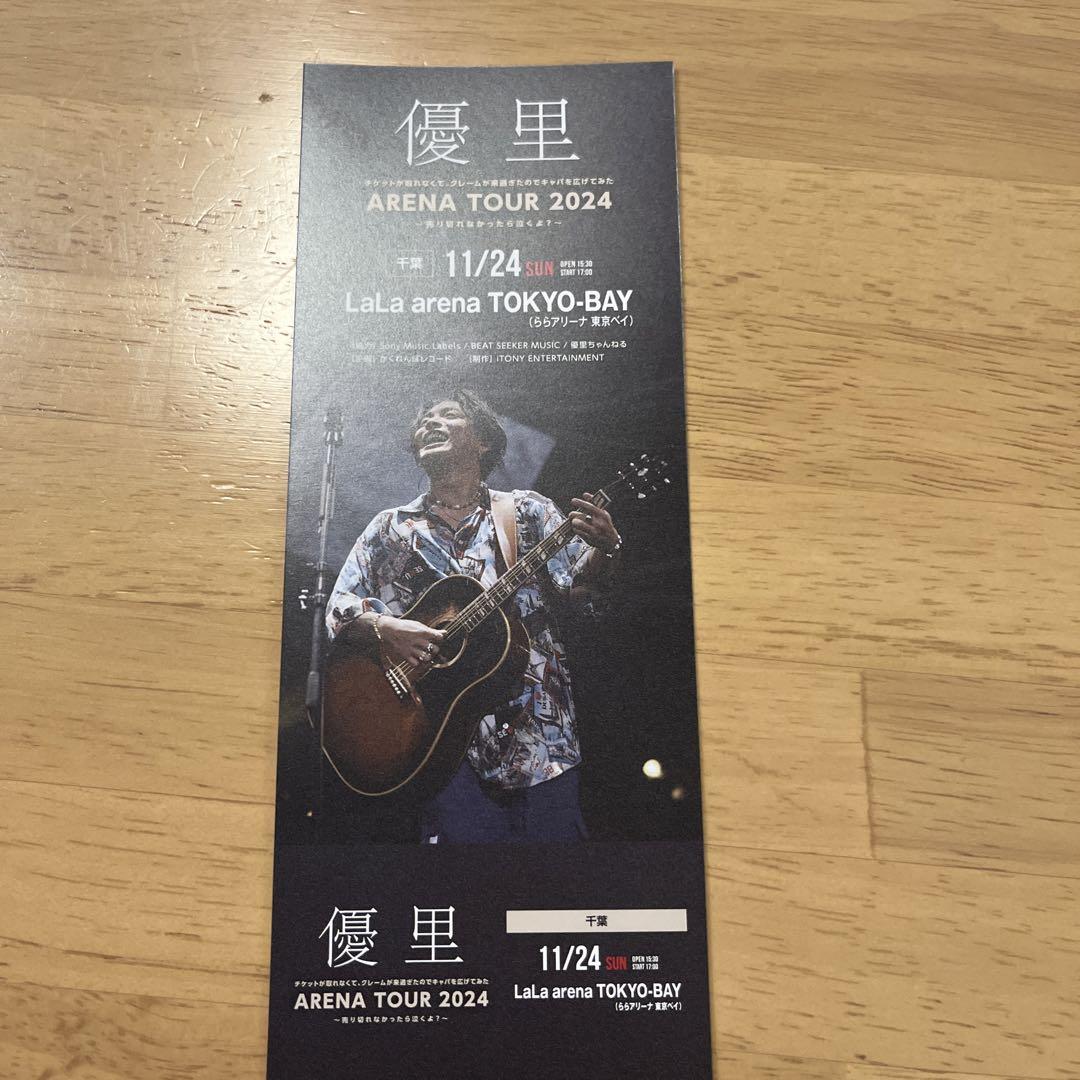 優里
チケットが取れなくて、クレームが来過ぎたのでキャパを広げてみた
ARENA TOUR 2024
〜売り切れなかったら泣くよ？〜
千葉 11/24 SUN OPEN 15:30
START 17:00
LaLa arena TOKYO-BAY
(ららアリーナ 東京ベイ)
[協力] Sony Music Labels / BEAT SEEKER MUSIC / 優里ちゃんねる
かくれんぼレコード [制作] iTONY ENTERTAINMENT
優里
チケットが取れなくて、クレームが来過ぎたのでキャパを広げてみた
ARENA TOUR 2024
〜売り切れなかったら泣くよ？〜
千葉
11/24 SUN OPEN 15:30
START 17:00
LaLa arena TOKYO-BAY
(ららアリーナ 東京ベイ)